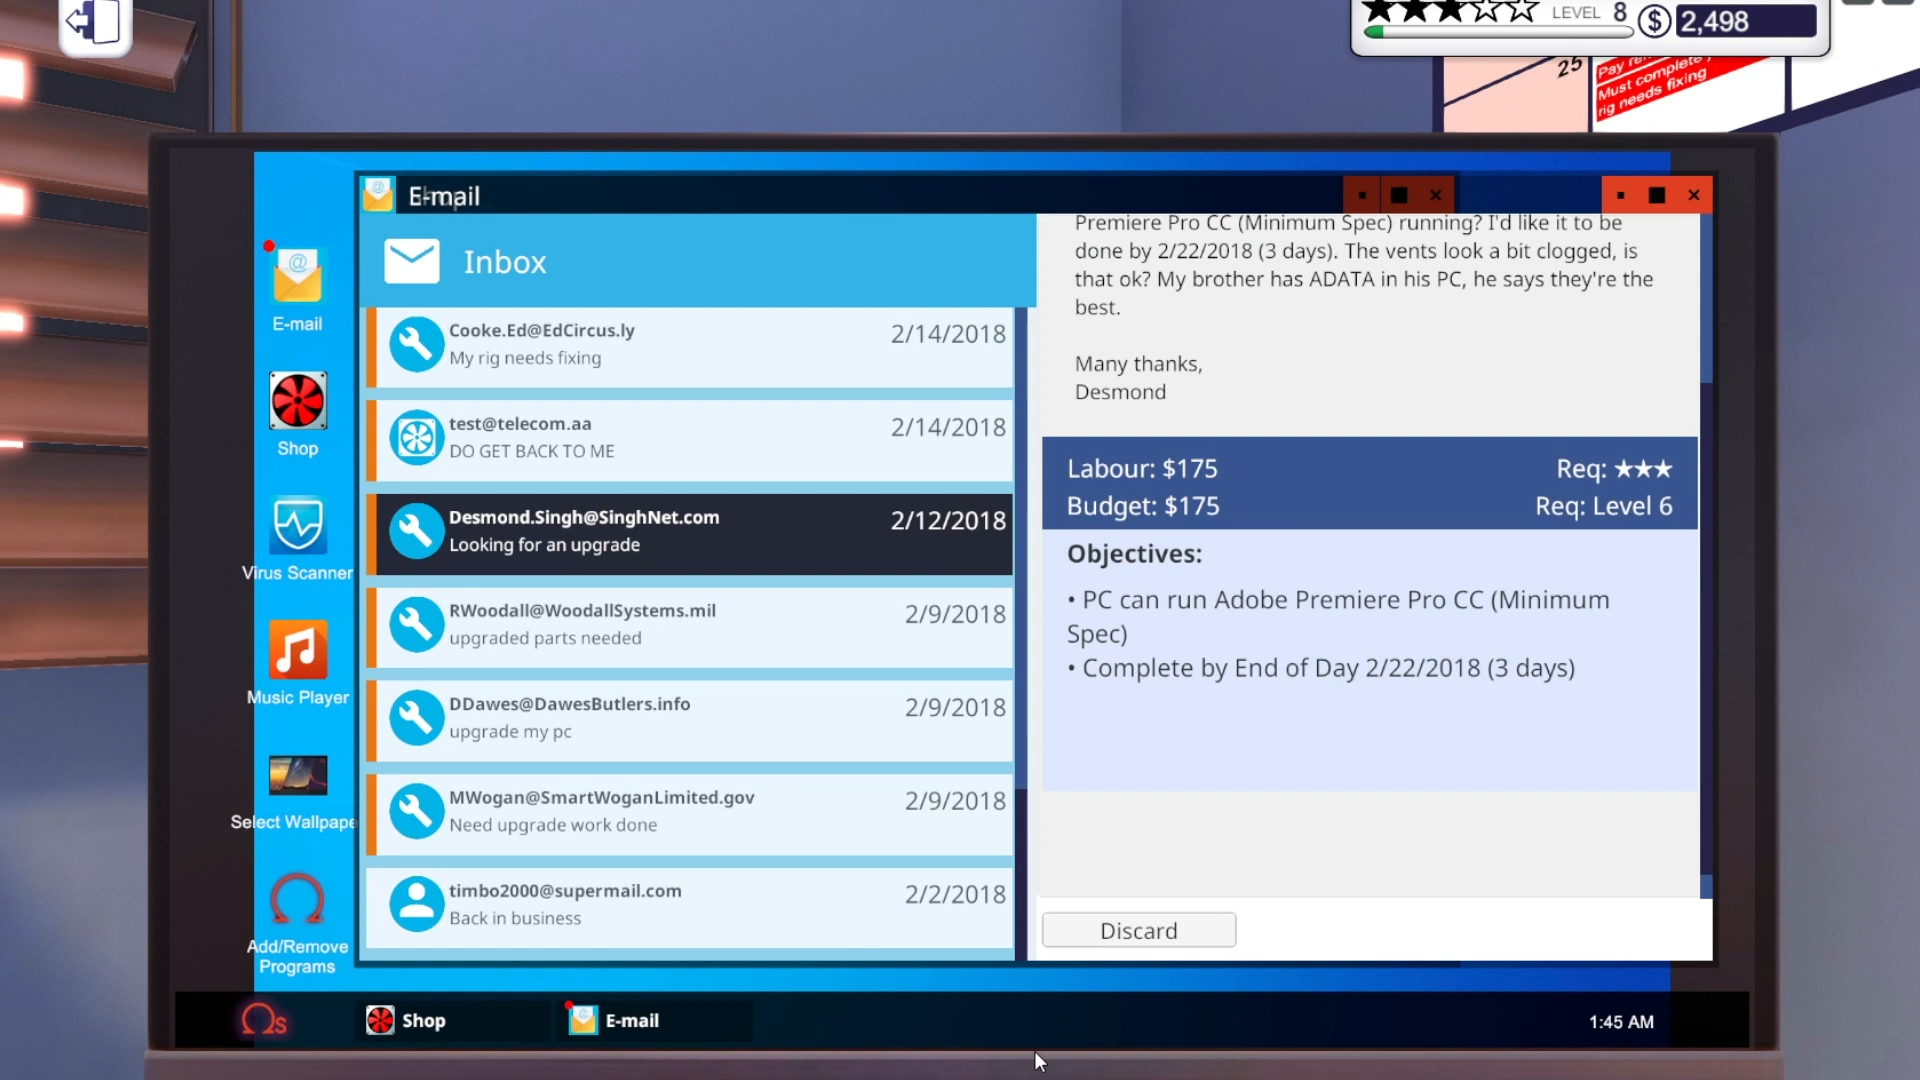 LEVEL 8
$ 2,498
25
Must complete
rig needs fixing
E-mail
Inbox
E-mail
Shop
Virus Scanner
Music Player
Select Wallpape
Add/Remove
Programs
Cooke.Ed@EdCircus.ly
2/14/2018
My rig needs fixing
test@telecom.aa
2/14/2018
DO GET BACK TO ME
Desmond.Singh@SinghNet.com
2/12/2018
Looking for an upgrade
RWoodall@WoodallSystems.mil
2/9/2018
upgraded parts needed
DDawes@DawesButlers.info
2/9/2018
upgrade my pc
MWogan@SmartWoganLimited.gov
2/9/2018
Need upgrade work done
timbo2000@supermail.com
2/2/2018
Back in business
Premiere Pro CC (Minimum Spec) running? I'd like it to be
done by 2/22/2018 (3 days). The vents look a bit clogged, is
that ok? My brother has ADATA in his PC, he says they're the
best.
Many thanks,
Desmond
Labour: $175
Req: ★★★
Budget: $175
Req: Level 6
Objectives:
• PC can run Adobe Premiere Pro CC (Minimum
Spec)
• Complete by End of Day 2/22/2018 (3 days)
Discard
Ωs
Shop
E-mail
1:45 AM